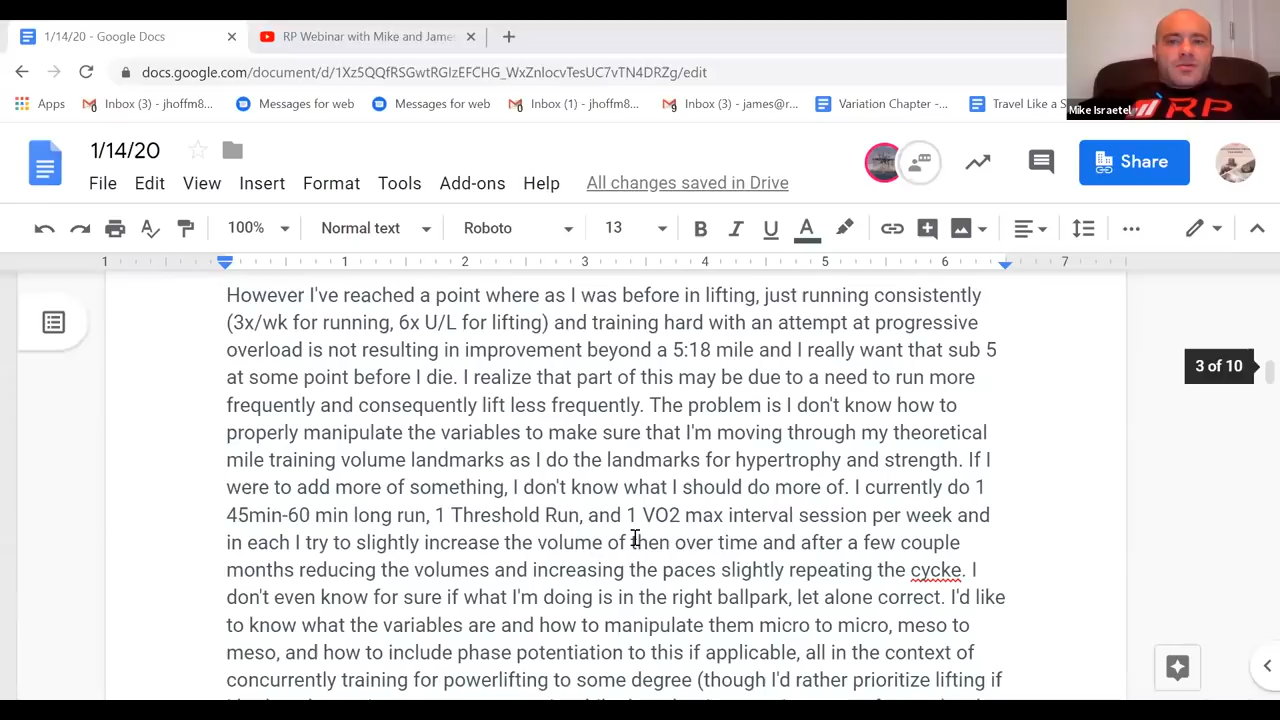 1/14/20 - Google Docs
RP Webinar with Mike and James
docs.google.com/document/d/1Xz5QQfRSGwtRGIzEFCHG_WxZnlocvTesUC7vTN4DRZg/edit
Apps
Inbox (3) - jhoffm8...
Messages for web
Messages for web
Inbox (1) - jhoffm8...
Inbox (3) - james@r...
Variation Chapter -...
Travel Like a S
Mike Israetel
RP
1/14/20
File Edit View Insert Format Tools Add-ons Help All changes saved in Drive
Share
100% Normal text Roboto 13 B I U A
1 1 2 3 4 5 6 7
However I've reached a point where as I was before in lifting, just running consistently
(3x/wk for running, 6x U/L for lifting) and training hard with an attempt at progressive
overload is not resulting in improvement beyond a 5:18 mile and I really want that sub 5
at some point before I die. I realize that part of this may be due to a need to run more
frequently and consequently lift less frequently. The problem is I don't know how to
properly manipulate the variables to make sure that I'm moving through my theoretical
mile training volume landmarks as I do the landmarks for hypertrophy and strength. If I
were to add more of something, I don't know what I should do more of. I currently do 1
45min-60 min long run, 1 Threshold Run, and 1 VO2 max interval session per week and
in each I try to slightly increase the volume of then over time and after a few couple
months reducing the volumes and increasing the paces slightly repeating the cycke. I
don't even know for sure if what I'm doing is in the right ballpark, let alone correct. I'd like
to know what the variables are and how to manipulate them micro to micro, meso to
meso, and how to include phase potentiation to this if applicable, all in the context of
concurrently training for powerlifting to some degree (though I'd rather prioritize lifting if
3 of 10